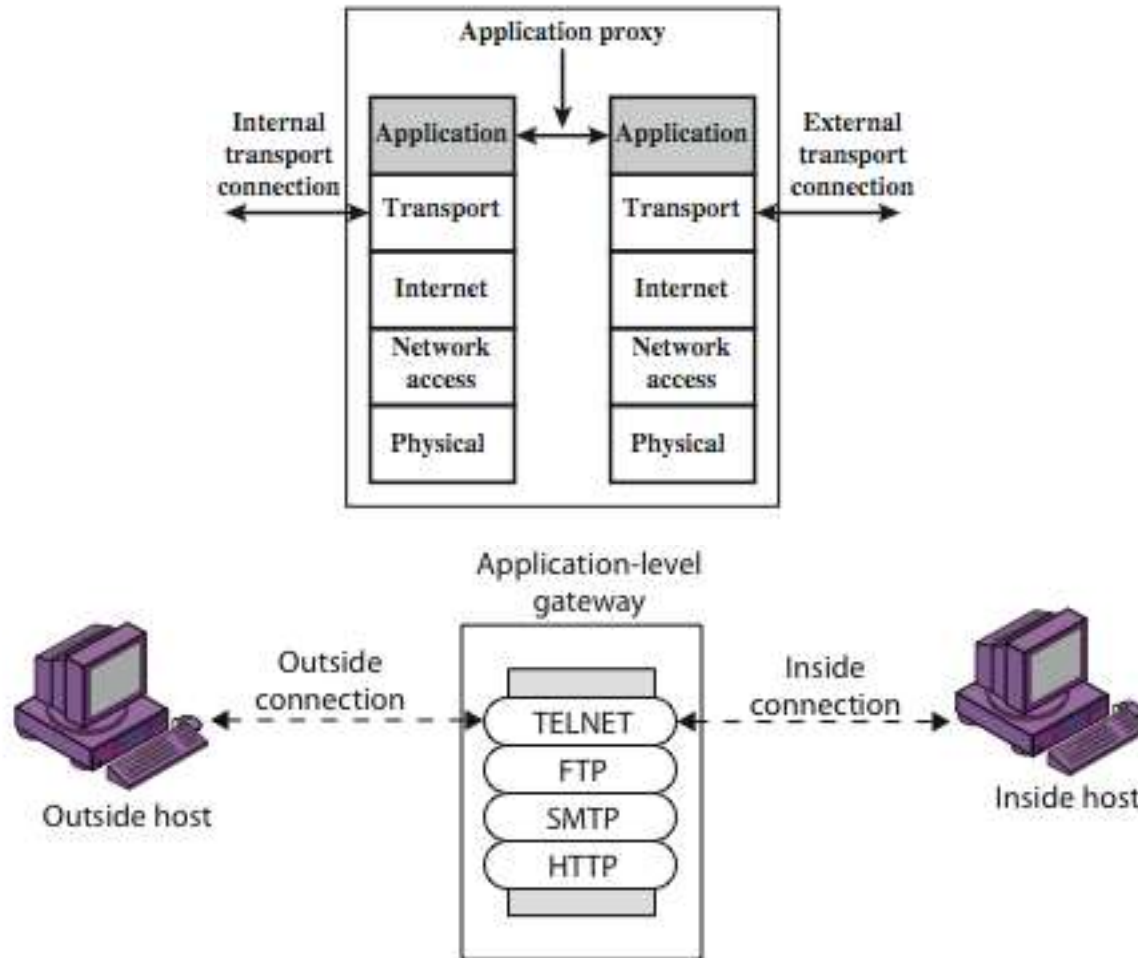 Application proxy
Internal
transport
connection
Application
Application
External
transport
connection
Transport
Transport
Internet
Internet
Network
access
Network
access
Physical
Physical
Application-level
gateway
Outside
connection
Inside
connection
TELNET
FTP
SMTP
HTTP
Outside host
Inside host